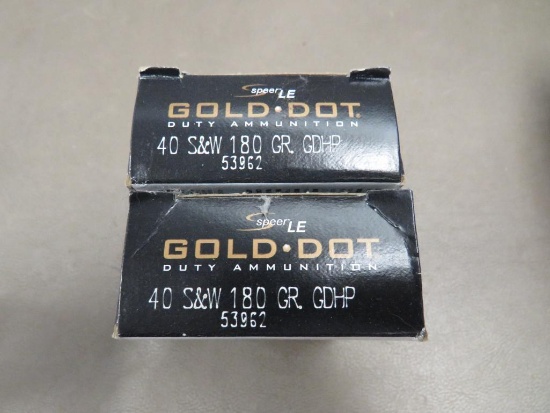 speer LE
GOLD DOT®
DUTY AMMUNITION
40 S&W 180 GR. GDHP
53962
speer LE
GOLD DOT
DUTY AMMUNITION
40 S&W 180 GR. GDHP
53962